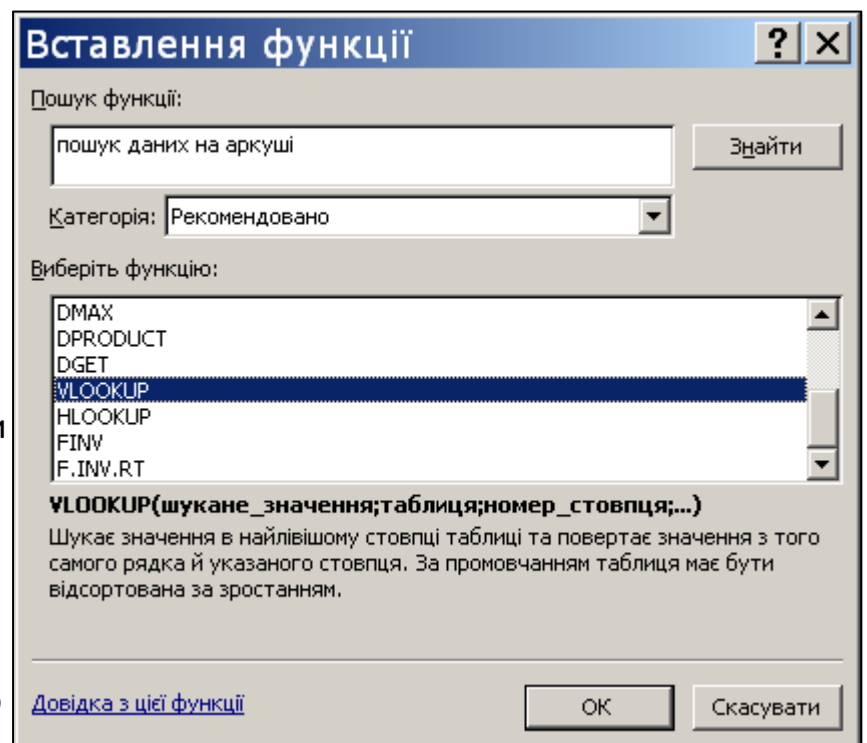 Вставлення функції
Пошук функції:
пошук даних на аркуші
Знайти
Категорія: Рекомендовано
Виберіть функцію:
DMAX
DPRODUCT
DGET
VLOOKUP
HLOOKUP
FINV
F.INV.RT
VLOOKUP(шукане_значення;таблиця;номер_стовпця;...)
Шукає значення в найлівішому стовпці таблиці та повертає значення з того
самого рядка й указаного стовпця. За промовчанням таблиця має бути
відсортована за зростанням.
Довідка з цієї функції
ОК
Скасувати